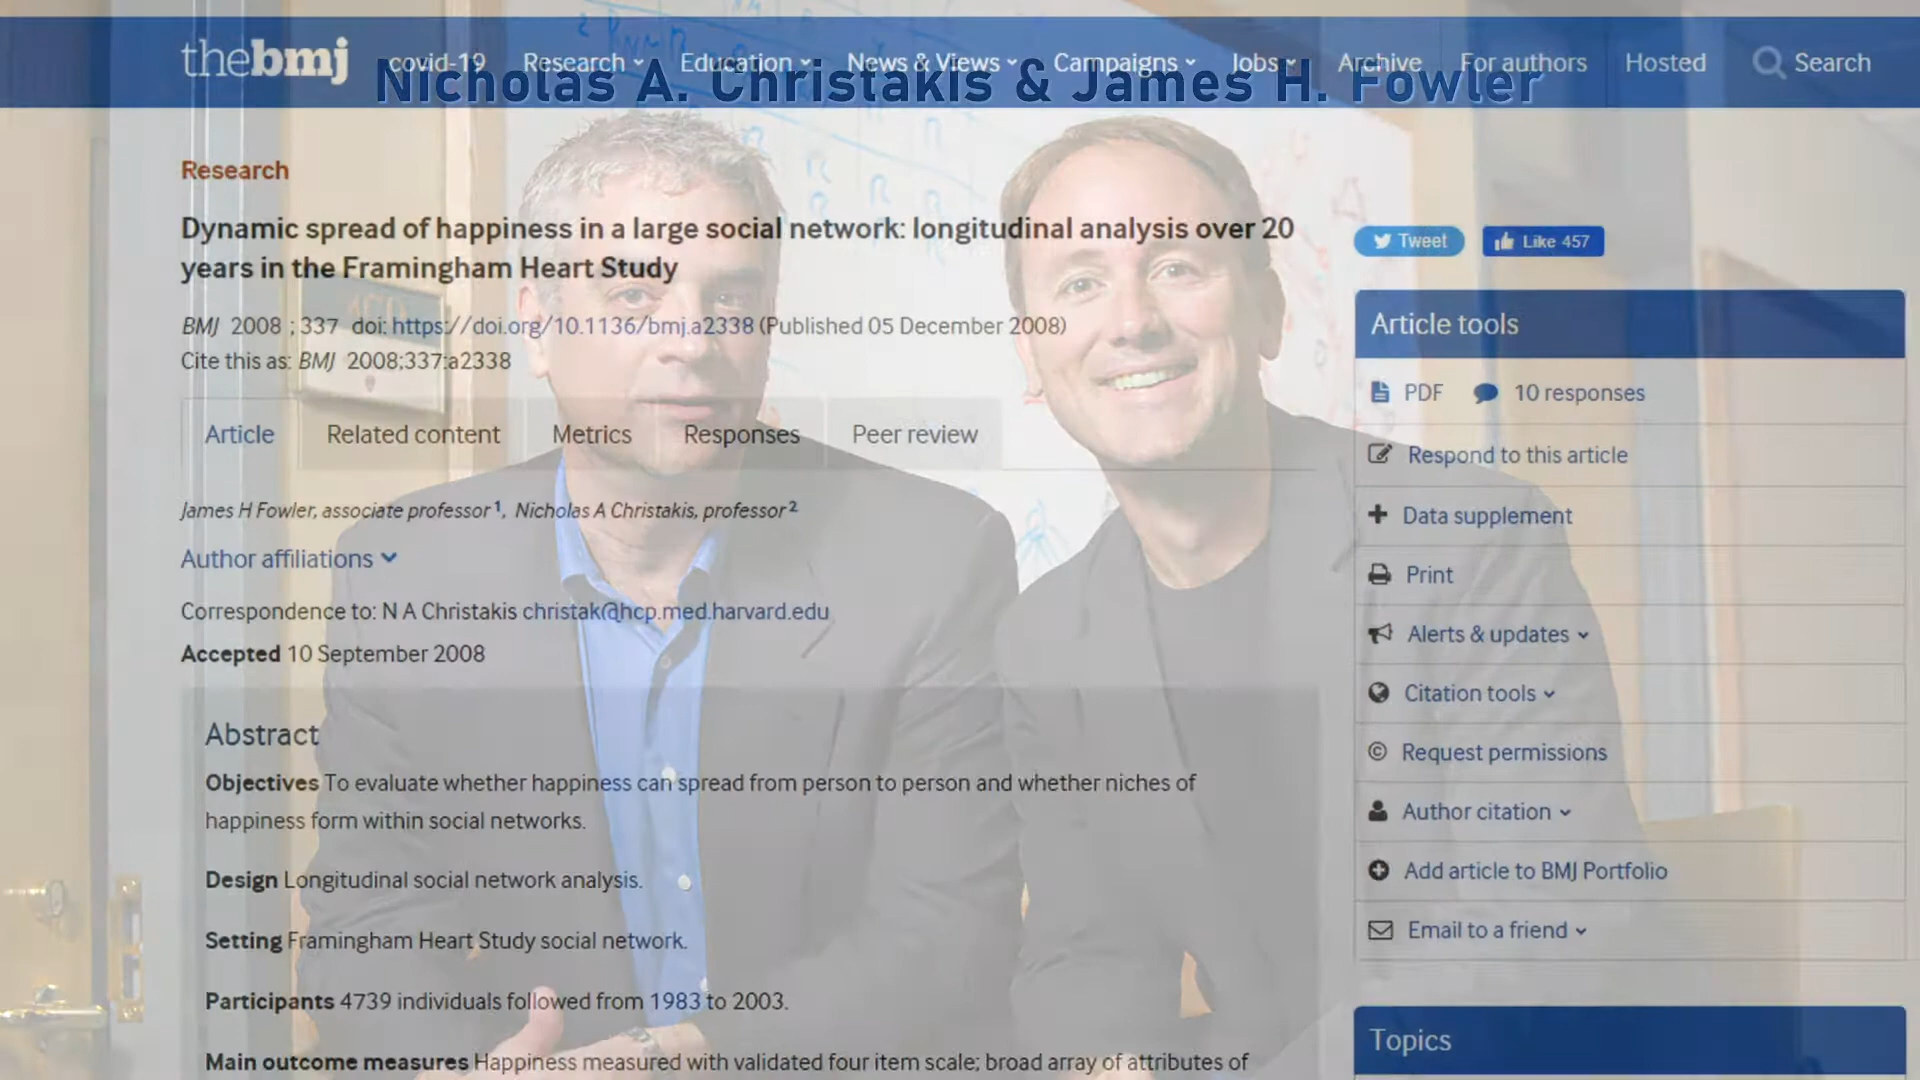 thebmj covid-19 Research Education News & Views Campaigns Jobs Archive For authors Hosted Search
Nicholas A. Christakis & James H. Fowler
Research
Dynamic spread of happiness in a large social network: longitudinal analysis over 20
years in the Framingham Heart Study
BMJ 2008 ; 337 doi: https://doi.org/10.1136/bmj.a2338 (Published 05 December 2008)
Cite this as: BMJ 2008;337:a2338
Article Related content Metrics Responses Peer review
James H Fowler, associate professor 1, Nicholas A Christakis, professor 2
Author affiliations
Correspondence to: N A Christakis christak@hcp.med.harvard.edu
Accepted 10 September 2008
Abstract
Objectives To evaluate whether happiness can spread from person to person and whether niches of
happiness form within social networks.
Design Longitudinal social network analysis.
Setting Framingham Heart Study social network.
Participants 4739 individuals followed from 1983 to 2003.
Main outcome measures Happiness measured with validated four item scale; broad array of attributes of
Tweet Like 457
Article tools
PDF 10 responses
Respond to this article
Data supplement
Print
Alerts & updates
Citation tools
Request permissions
Author citation
Add article to BMJ Portfolio
Email to a friend
Topics